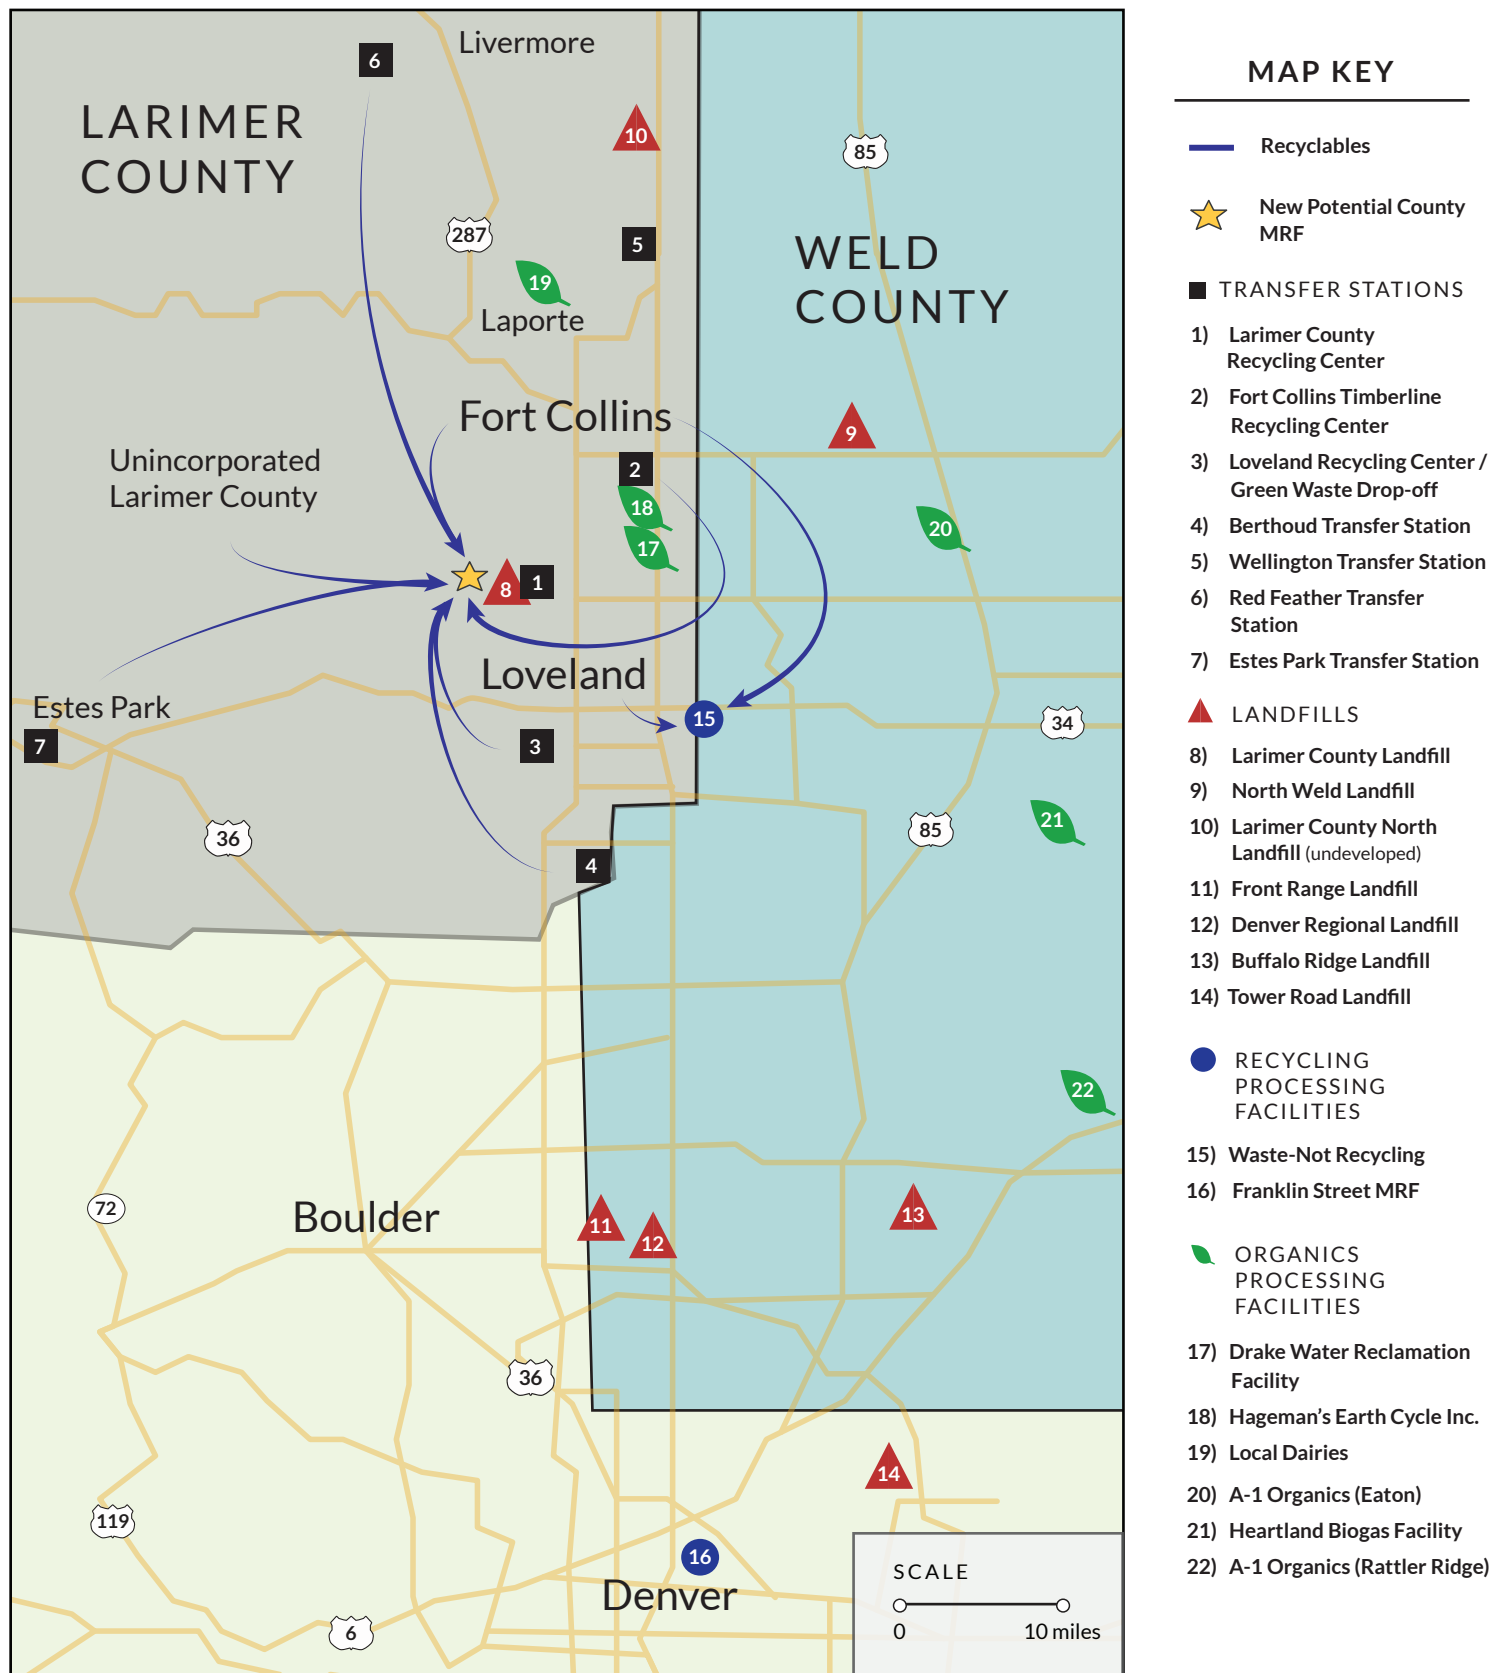 Livermore
6
LARIMER
COUNTY
10
85
287
5
WELD
COUNTY
19
Laporte
Fort Collins
9
Unincorporated
Larimer County
2
18
20
17
8
1
Loveland
Estes Park
15
34
7
3
36
85
21
4
22
72
Boulder
11
12
13
36
14
119
16
Denver
6
SCALE
0 10 miles
MAP KEY
Recyclables
New Potential County
MRF
TRANSFER STATIONS
1) Larimer County
Recycling Center
2) Fort Collins Timberline
Recycling Center
3) Loveland Recycling Center /
Green Waste Drop-off
4) Berthoud Transfer Station
5) Wellington Transfer Station
6) Red Feather Transfer
Station
7) Estes Park Transfer Station
LANDFILLS
8) Larimer County Landfill
9) North Weld Landfill
10) Larimer County North
Landfill (undeveloped)
11) Front Range Landfill
12) Denver Regional Landfill
13) Buffalo Ridge Landfill
14) Tower Road Landfill
RECYCLING
PROCESSING
FACILITIES
15) Waste-Not Recycling
16) Franklin Street MRF
ORGANICS
PROCESSING
FACILITIES
17) Drake Water Reclamation
Facility
18) Hageman’s Earth Cycle Inc.
19) Local Dairies
20) A-1 Organics (Eaton)
21) Heartland Biogas Facility
22) A-1 Organics (Rattler Ridge)